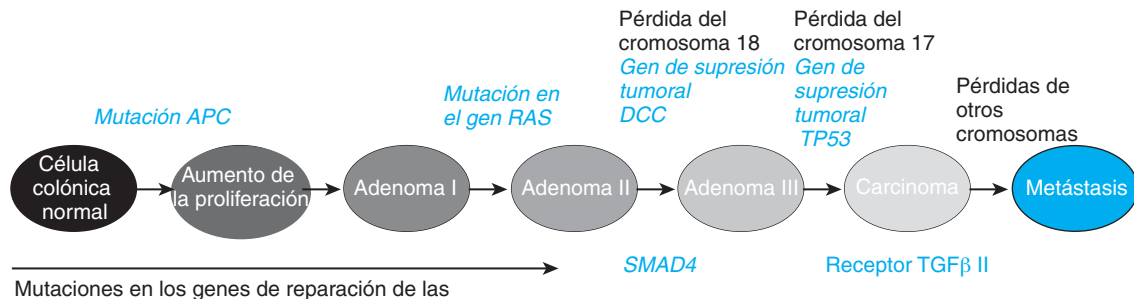 Mutación APC
Mutación en
el gen RAS
Pérdida del
cromosoma 18
Gen de supresión
tumoral
DCC
Pérdida del
cromosoma 17
Gen de
supresión
tumoral
TP53
Pérdidas de
otros
cromosomas
Célula
colónica
normal
Aumento de
la proliferación
Adenoma I
Adenoma II
Adenoma III
Carcinoma
Metástasis
SMAD4
Receptor TGFβ II
Mutaciones en los genes de reparación de las